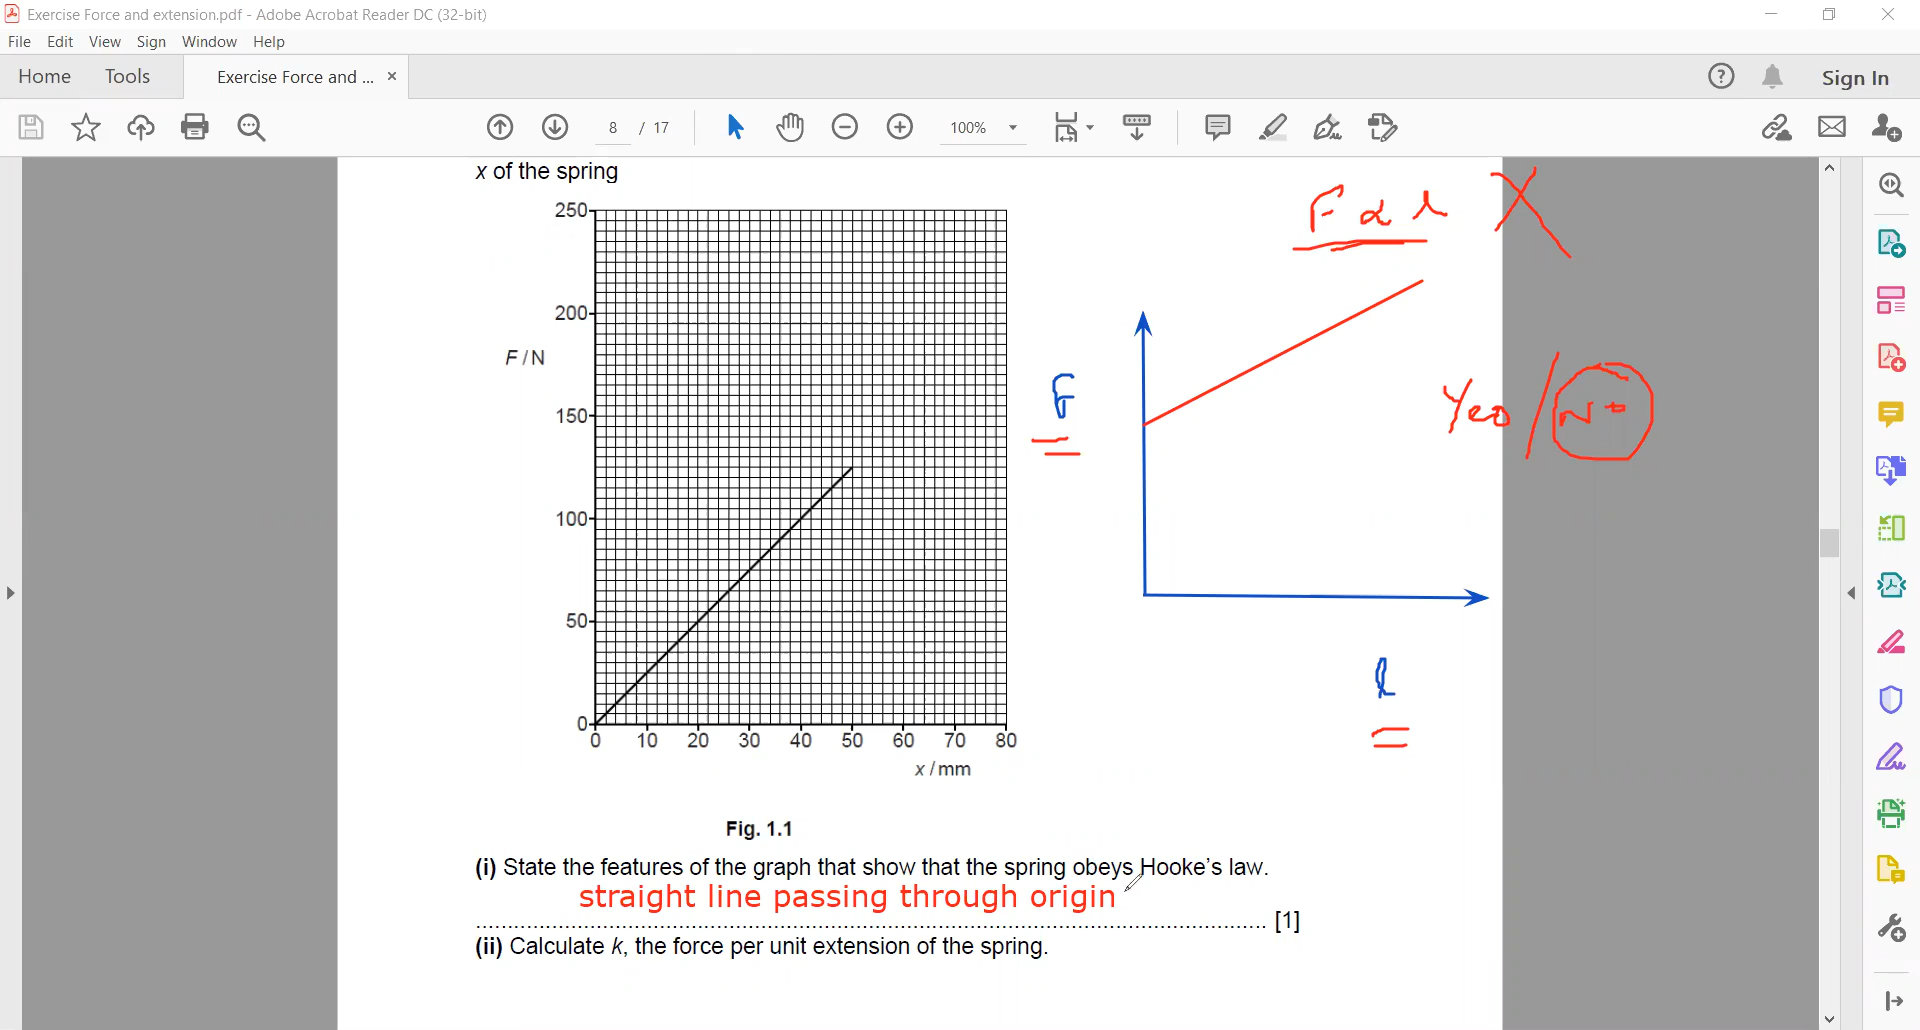 Exercise Force and extension.pdf - Adobe Acrobat Reader DC (32-bit)
File Edit View Sign Window Help
Home Tools Exercise Force and ... × Sign In
8 / 17 100%
x of the spring
F α l X
250
200
F / N
150
100
50
0
0 10 20 30 40 50 60 70 80
x / mm
F
Yes / No
l
Fig. 1.1
(i) State the features of the graph that show that the spring obeys Hooke’s law.
straight line passing through origin
[1]
(ii) Calculate k, the force per unit extension of the spring.